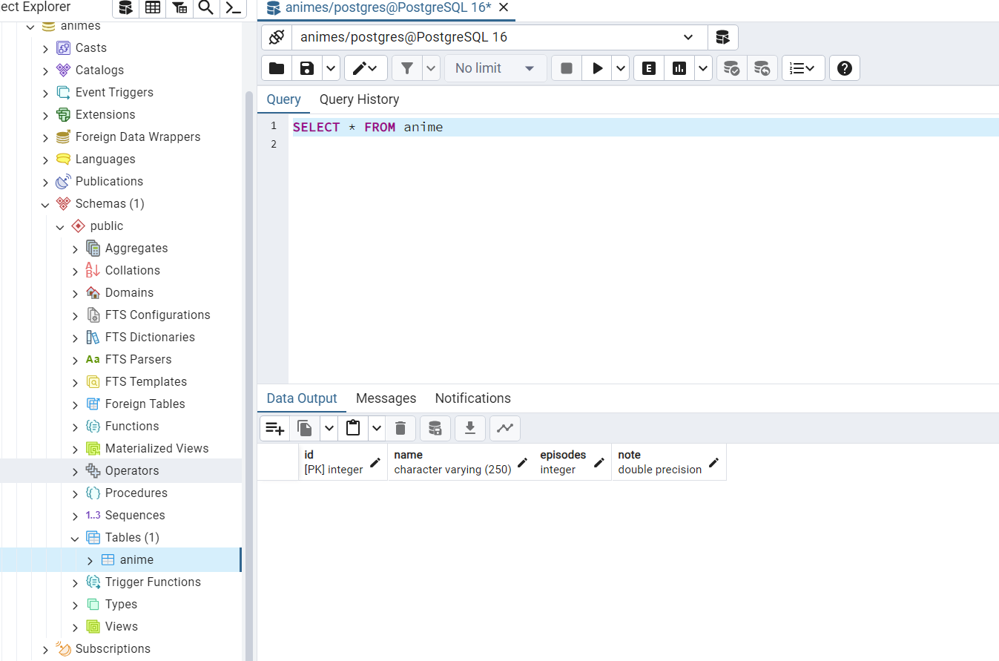 ect Explorer
animes/postgres@PostgreSQL 16*
animes
Casts
Catalogs
Event Triggers
Extensions
Foreign Data Wrappers
Languages
Publications
Schemas (1)
public
Aggregates
Collations
Domains
FTS Configurations
FTS Dictionaries
Aa FTS Parsers
FTS Templates
Foreign Tables
Functions
Materialized Views
Operators
Procedures
1..3 Sequences
Tables (1)
anime
Trigger Functions
Types
Views
Subscriptions
animes/postgres@PostgreSQL 16
No limit
E
Query Query History
1 SELECT * FROM anime
2
Data Output Messages Notifications
id name episodes note
[PK] integer character varying (250) integer double precision